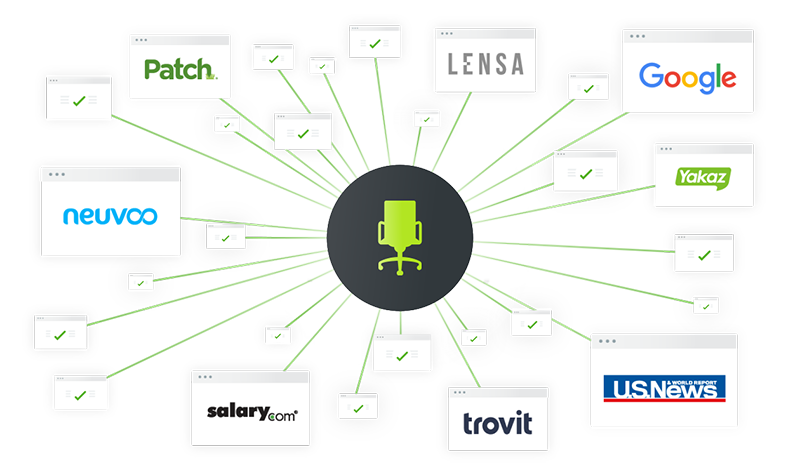 Patch
LENSA
Google
neuvoo
Yakaz
salary.com®
trovit
U.S.News
& WORLD REPORT